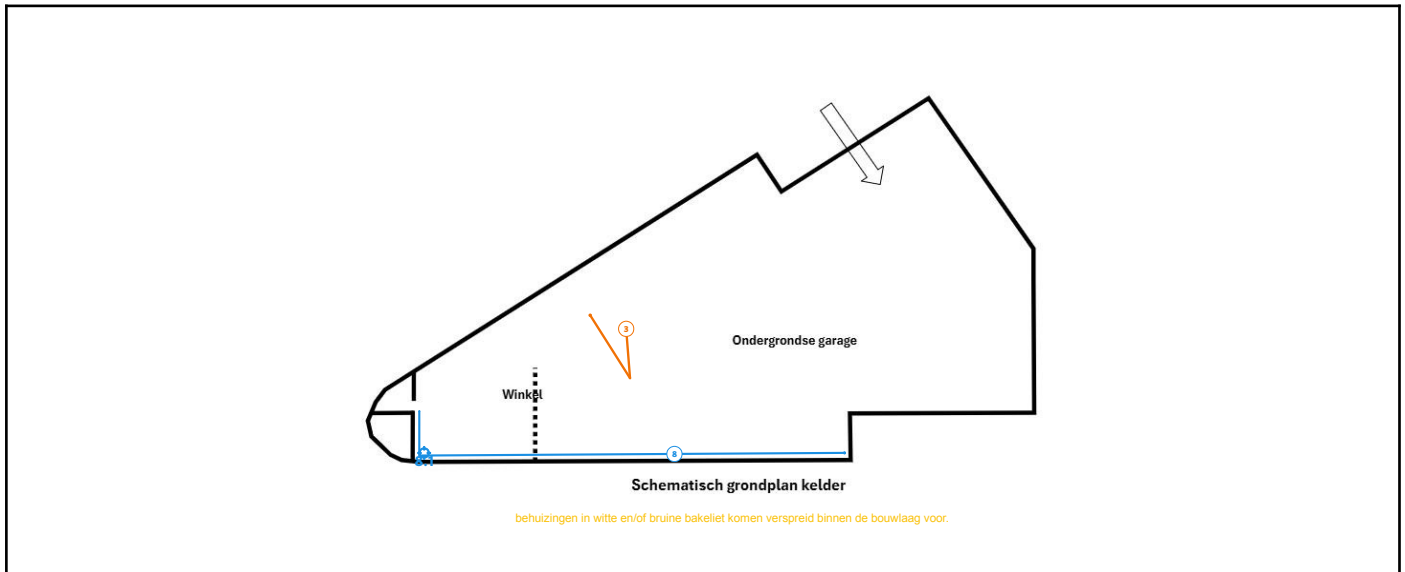 3
Ondergrondse garage
Winkel
8
Schematisch grondplan kelder
behuizingen in witte en/of bruine bakeliet komen verspreid binnen de bouwlaag voor.